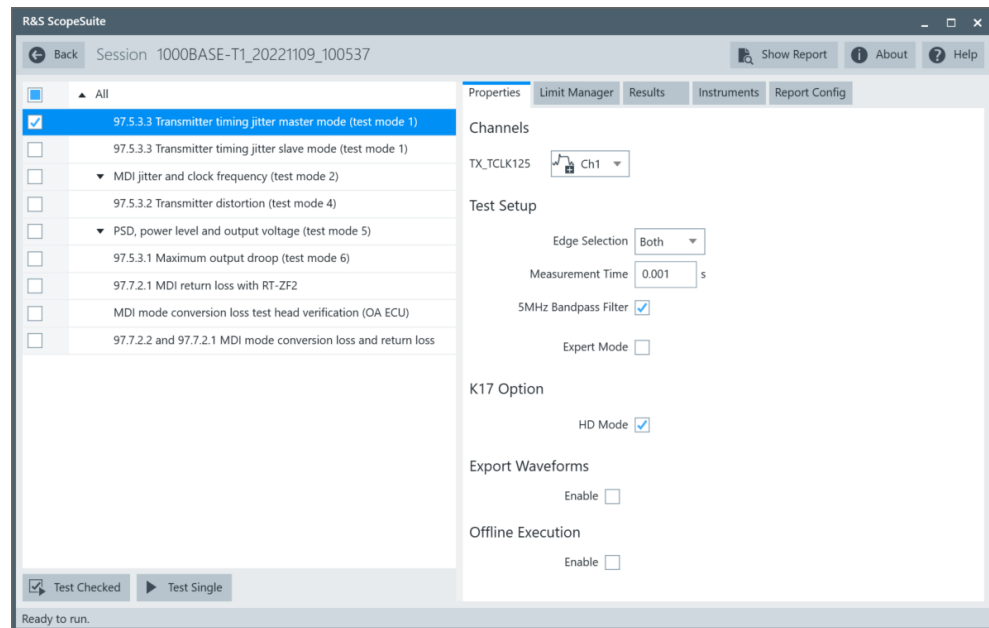 R&S ScopeSuite
Back Session 1000BASE-T1_20221109_100537 Show Report About Help
All
97.5.3.3 Transmitter timing jitter master mode (test mode 1)
97.5.3.3 Transmitter timing jitter slave mode (test mode 1)
MDI jitter and clock frequency (test mode 2)
97.5.3.2 Transmitter distortion (test mode 4)
PSD, power level and output voltage (test mode 5)
97.5.3.1 Maximum output droop (test mode 6)
97.7.2.1 MDI return loss with RT-ZF2
MDI mode conversion loss test head verification (OA ECU)
97.7.2.2 and 97.7.2.1 MDI mode conversion loss and return loss
Test Checked Test Single
Properties Limit Manager Results Instruments Report Config
Channels
TX_TCLK125 Ch1
Test Setup
Edge Selection Both
Measurement Time 0.001 s
5MHz Bandpass Filter
Expert Mode
K17 Option
HD Mode
Export Waveforms
Enable
Offline Execution
Enable
Ready to run.